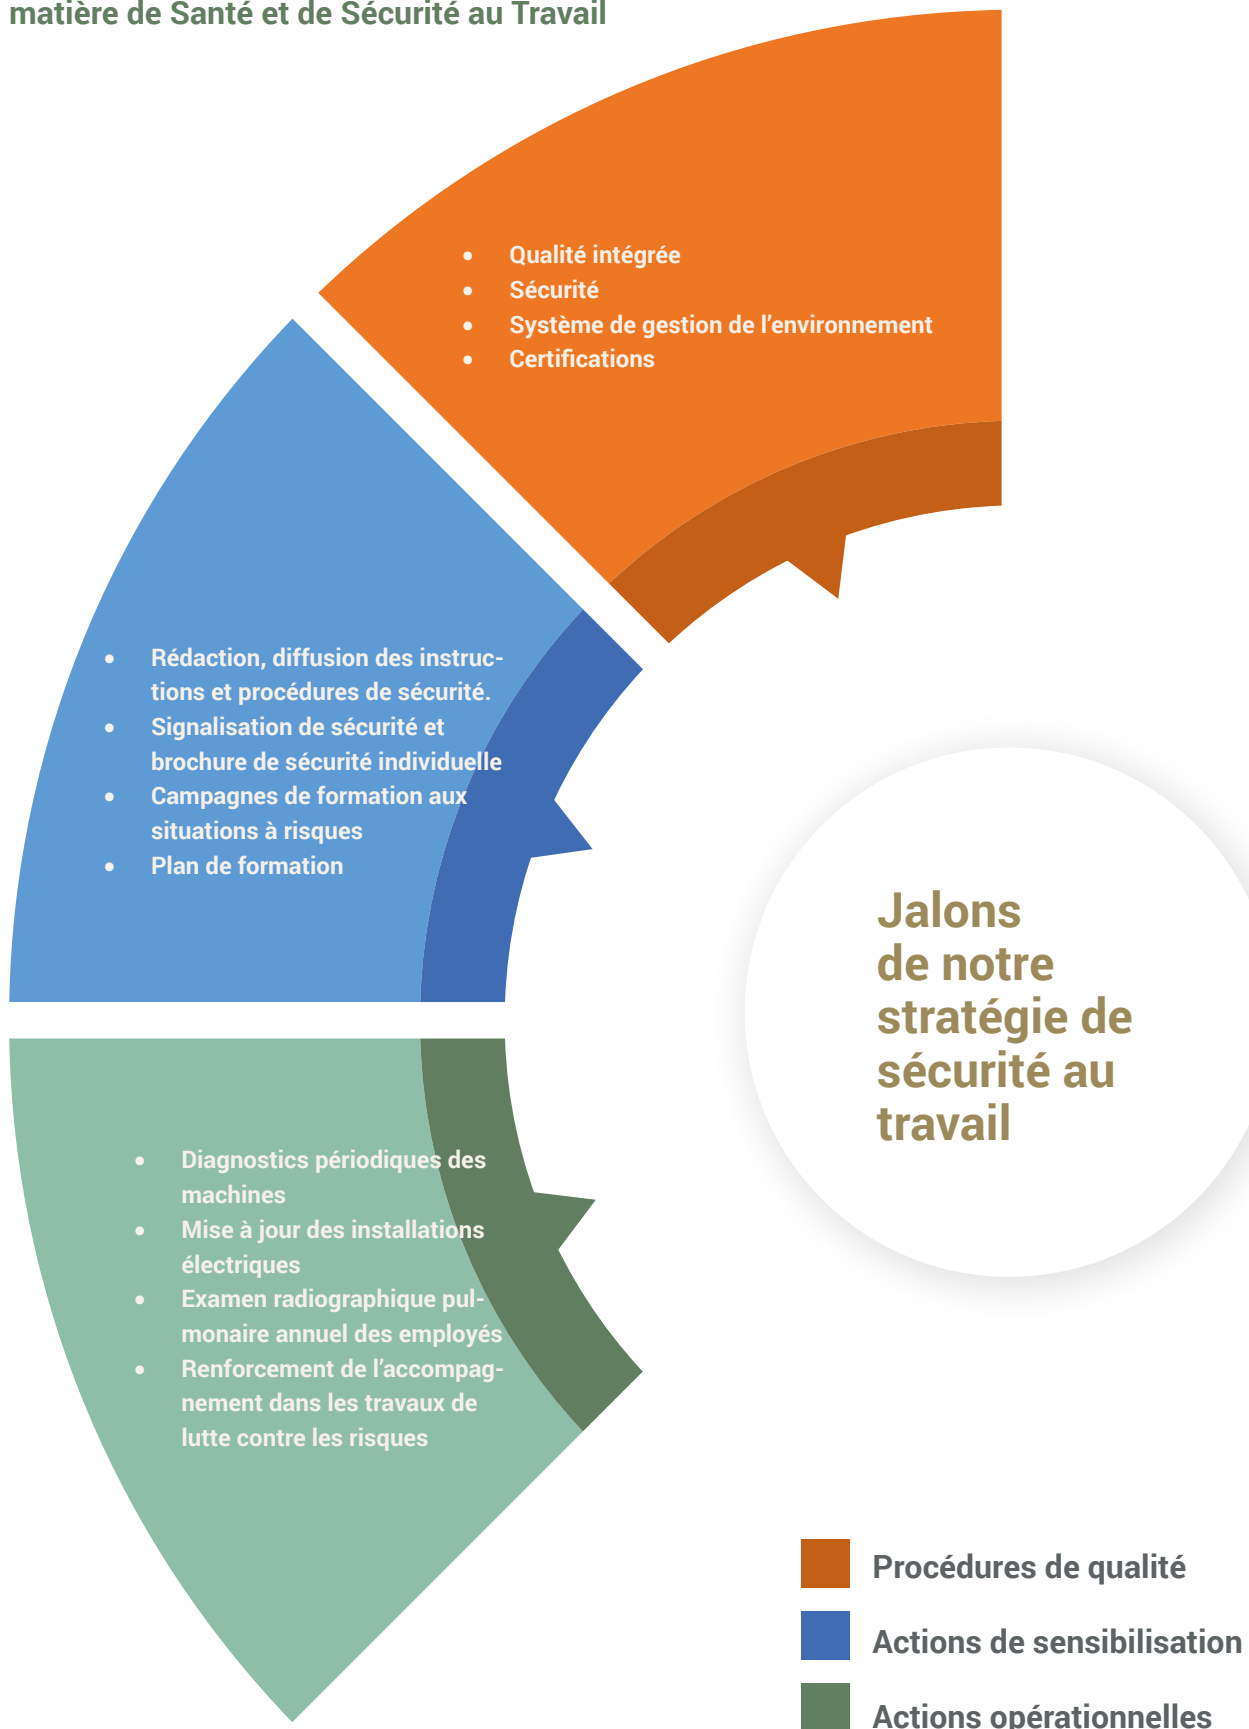 matière de Santé et de Sécurité au Travail
• Qualité intégrée
• Sécurité
• Système de gestion de l’environnement
• Certifications
• Rédaction, diffusion des instruc-
tions et procédures de sécurité.
• Signalisation de sécurité et
brochure de sécurité individuelle
• Campagnes de formation aux
situations à risques
• Plan de formation
Jalons
de notre
stratégie de
sécurité au
travail
• Diagnostics périodiques des
machines
• Mise à jour des installations
électriques
• Examen radiographique pul-
monaire annuel des employés
• Renforcement de l’accompag-
nement dans les travaux de
lutte contre les risques
Procédures de qualité
Actions de sensibilisation
Actions opérationnelles